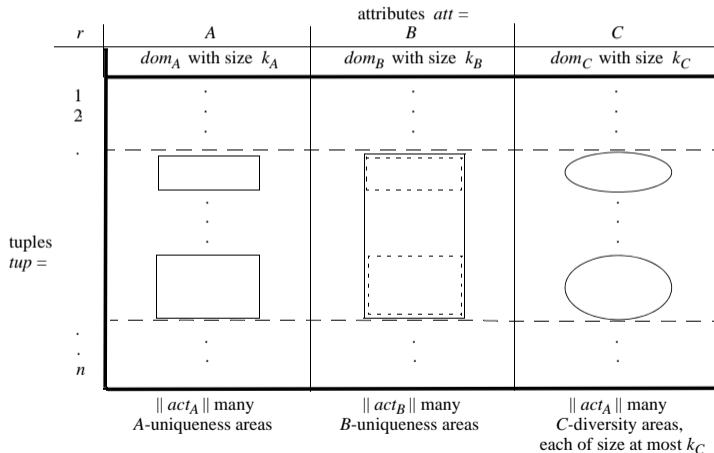 attributes att =
r A B C
dom_A with size k_A dom_B with size k_B dom_C with size k_C
1 . . .
2 . . .
. . .
.
. .
. .
. .
tuples
tup =
.
. . . .
n . . .
|| act_A || many || act_B || many || act_A || many
A-uniqueness areas B-uniqueness areas C-diversity areas,
each of size at most k_C